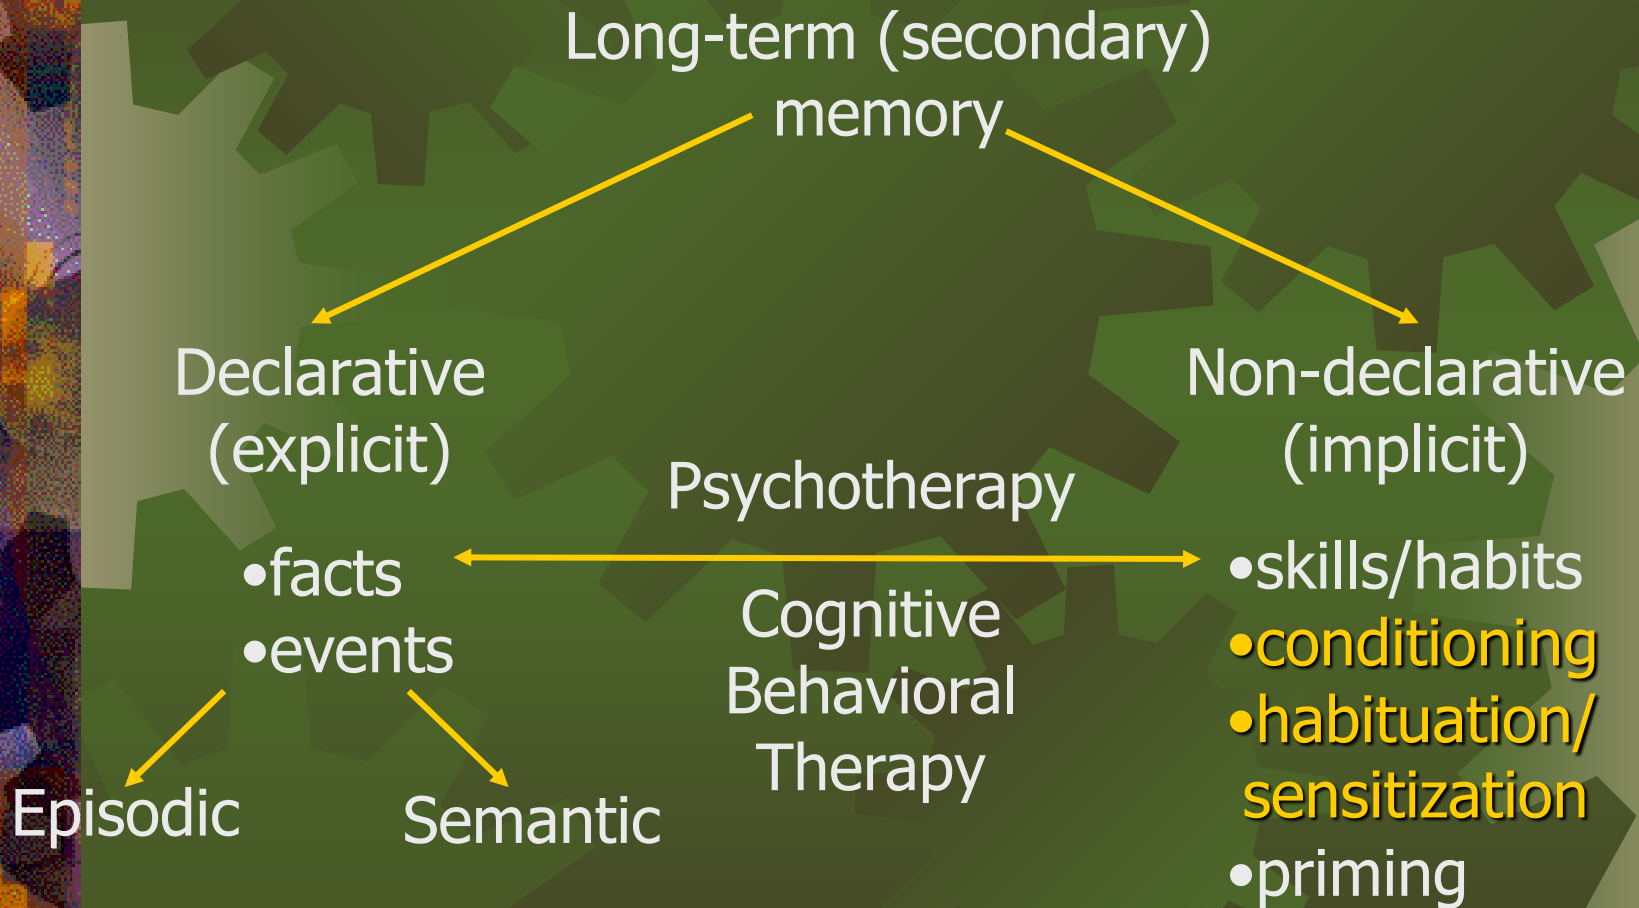 Long-term (secondary)
memory
Declarative
(explicit)
•facts
•events
Episodic
Semantic
Psychotherapy
Cognitive
Behavioral
Therapy
Non-declarative
(implicit)
•skills/habits
•conditioning
•habituation/
sensitization
•priming